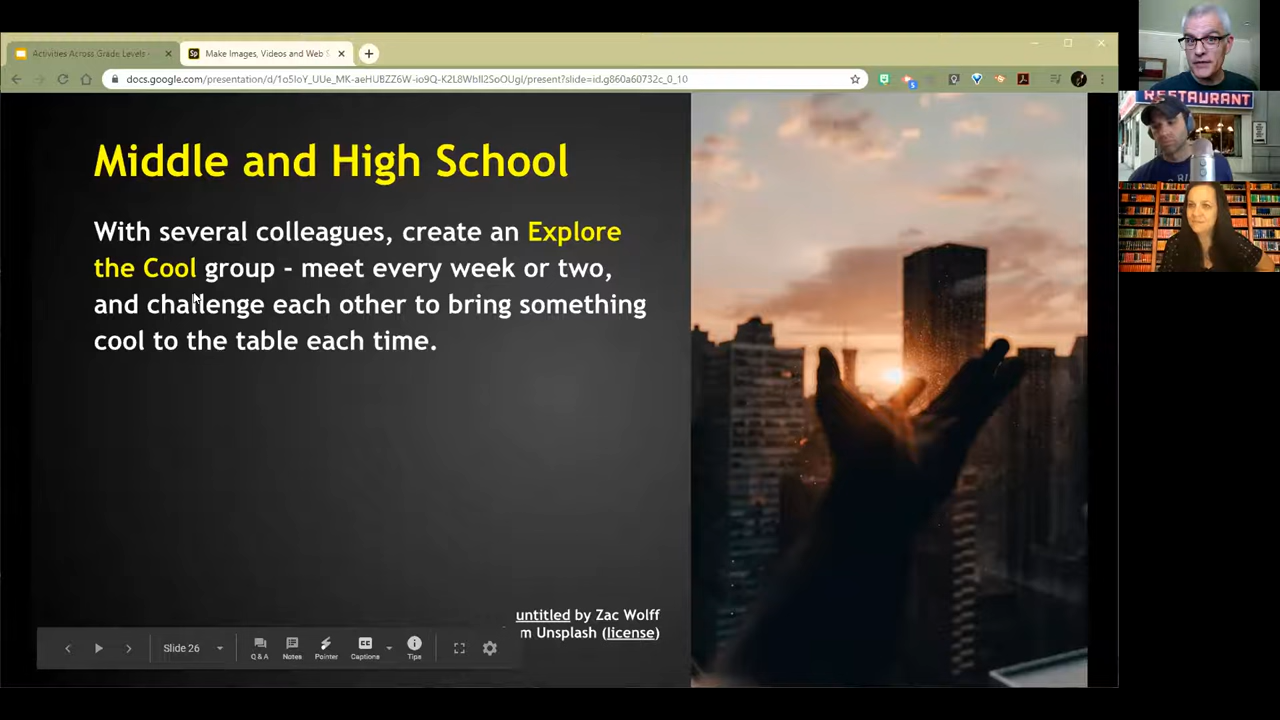 Activities Across Grade Levels -
Sp Make Images, Videos and Web S
docs.google.com/presentation/d/1o5IoY_UUe_MK-aeHUBZZ6W-io9Q-K2L8WbII2SoOUgI/present?slide=id.g860a60732c_0_10
RESTAURANT
Middle and High School
With several colleagues, create an Explore
the Cool group - meet every week or two,
and challenge each other to bring something
cool to the table each time.
untitled by Zac Wolff
m Unsplash (license)
Slide 26
Q & A
Notes
Pointer
Captions
Tips